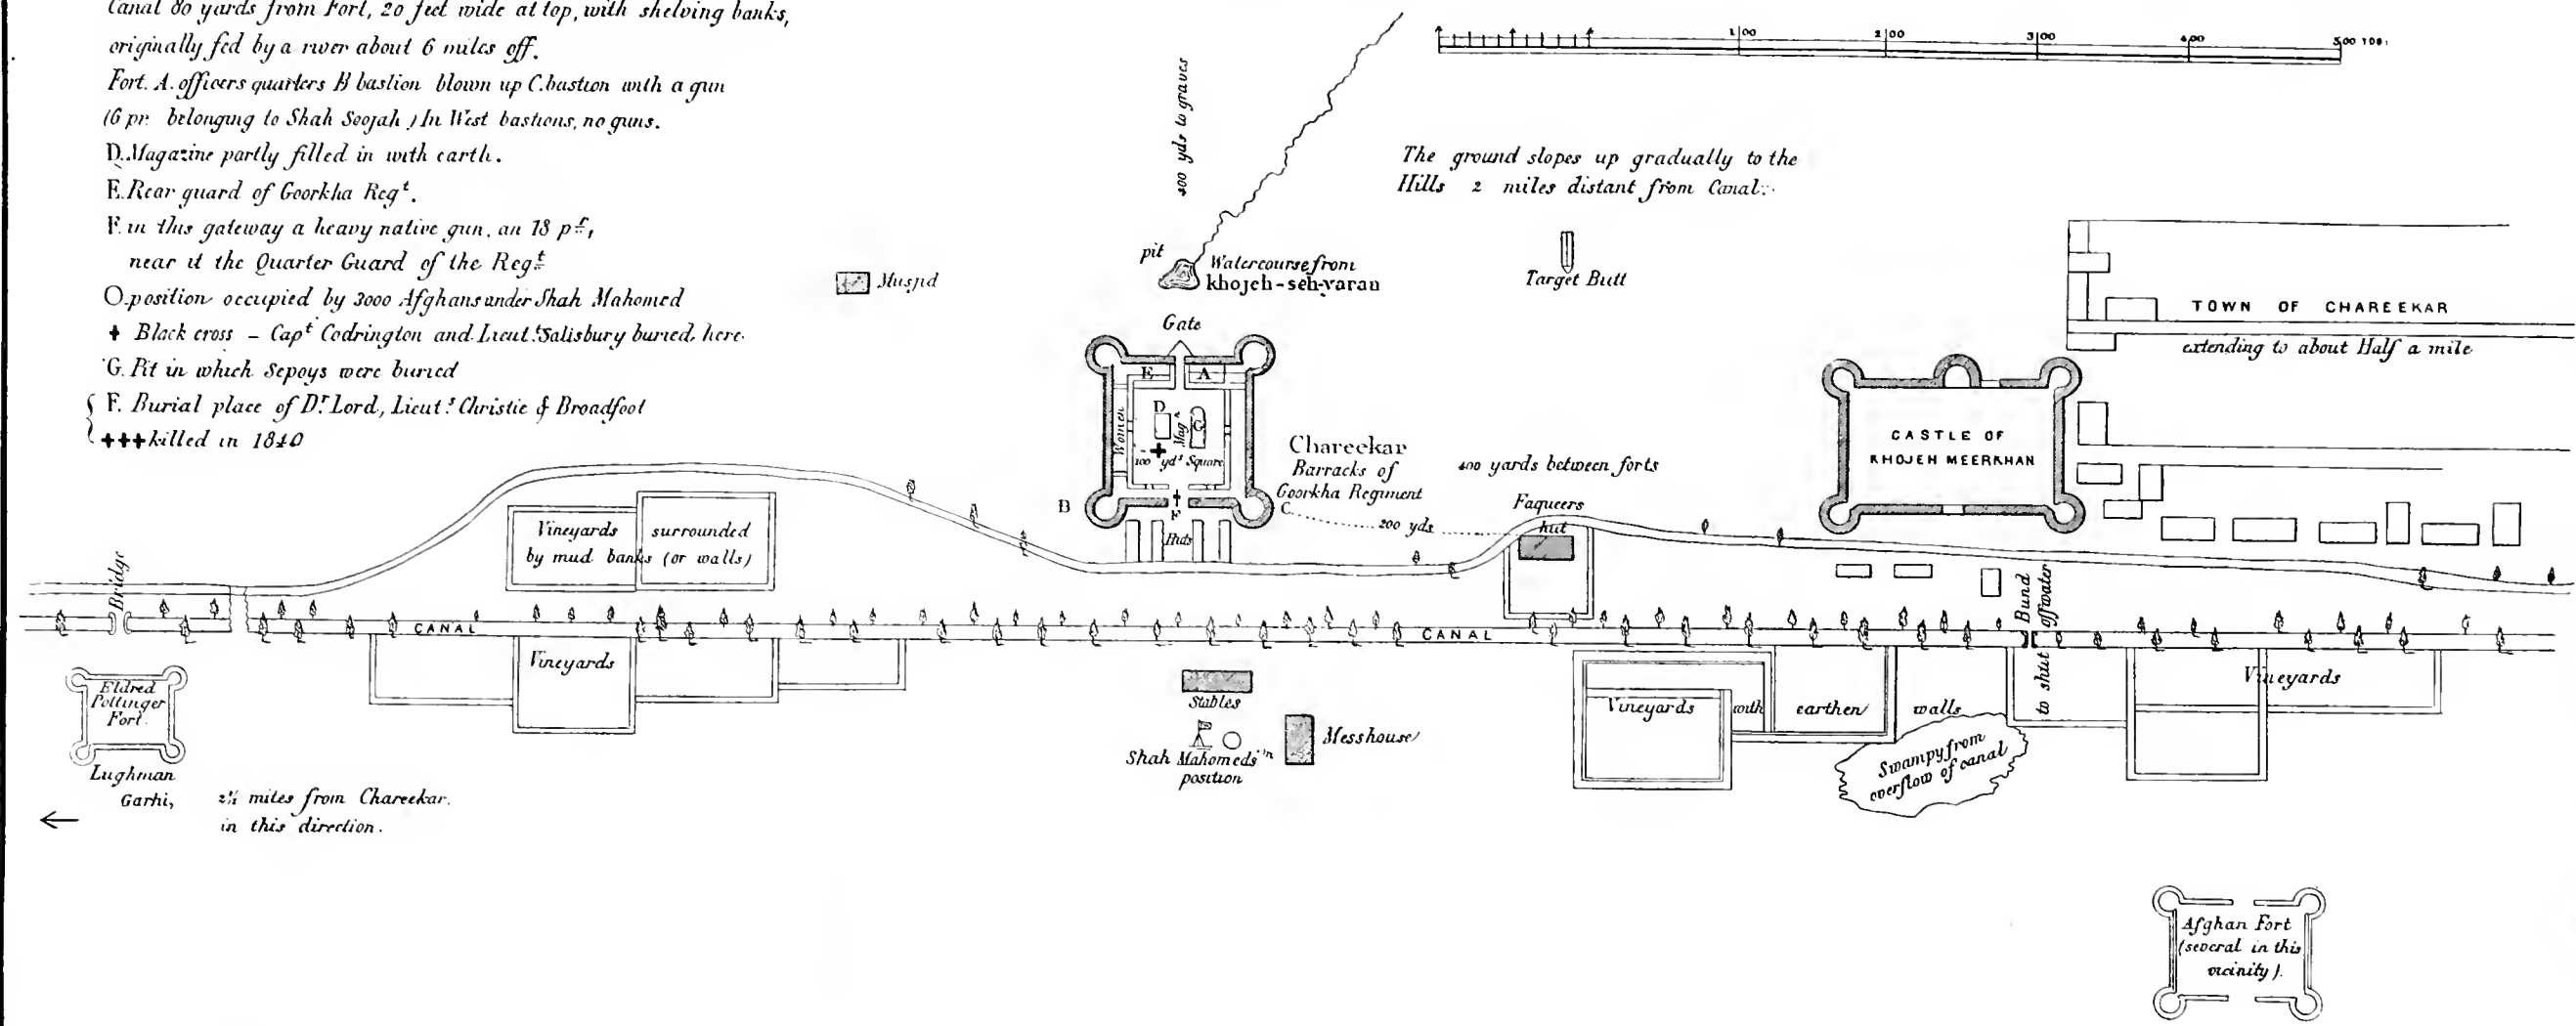 Canal 80 yards from Fort, 20 feet wide at top, with shelving banks,
originally fed by a river about 6 miles off.
Fort. A. officers quarters B bastion blown up C. bastion with a gun
(6 pr. belonging to Shah Soojah) In West bastions, no guns.
D. Magazine partly filled in with earth.
E. Rear guard of Goorkha Regt.
F. in this gateway a heavy native gun, an 18 pr,
near it the Quarter Guard of the Regt
O. position occupied by 3000 Afghans under Shah Mahomed
+ Black cross – Capt Codrington and Lieut. Salisbury buried here.
G. Pit in which Sepoys were buried
F. Burial place of Dr Lord, Lieuts Christie & Broadfoot
+++ killed in 1840
100 200 300 400 500 yds:
400 yds to graves
The ground slopes up gradually to the
Hills 2 miles distant from Canal.
pit
Watercourse from
khojeh-seh-yaran
Musjid
Target Butt
Gate
E A
D
G
Mag
Women
100 yds Square
B
F
Huts
Chareekar
Barracks of
Goorkha Regiment
C
200 yds
400 yards between forts
Faqueers
hut
CASTLE OF
KHOJEH MEERKHAN
TOWN OF CHAREEKAR
extending to about Half a mile
Vineyards surrounded
by mud banks (or walls)
Bridge
CANAL
CANAL
Bund
to shut off water
Eldred
Pottinger
Fort.
Lughman
Garhi,
2½ miles from Chareekar.
in this direction.
Vineyards
Stables
Shah Mahomeds
position
Messhouse
Vineyards with earthen walls
Swampy from
overflow of canal
Vineyards
Afghan Fort
(several in this
vicinity).